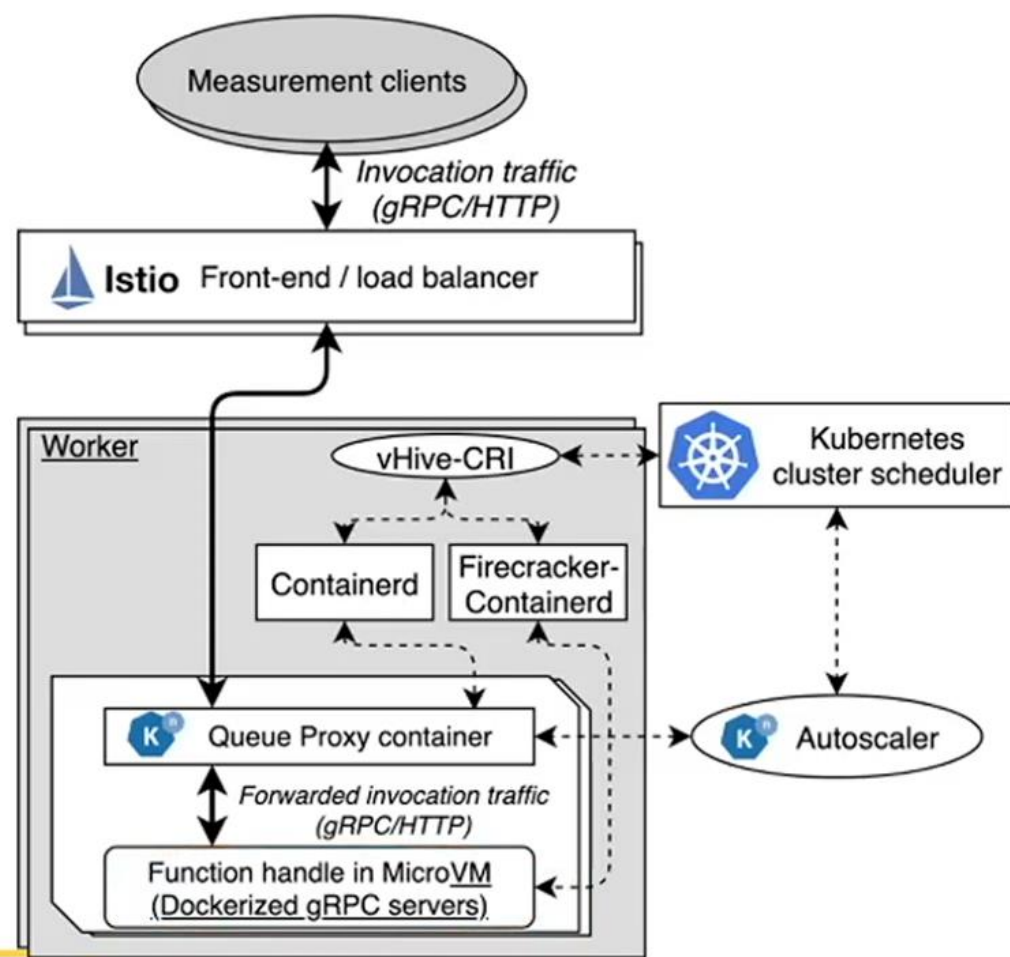 Measurement clients
Invocation traffic
(gRPC/HTTP)
Istio Front-end / load balancer
Worker
vHive-CRI
Kubernetes
cluster scheduler
Containerd
Firecracker-
Containerd
K n Queue Proxy container
K n Autoscaler
Forwarded invocation traffic
(gRPC/HTTP)
Function handle in MicroVM
(Dockerized gRPC servers)